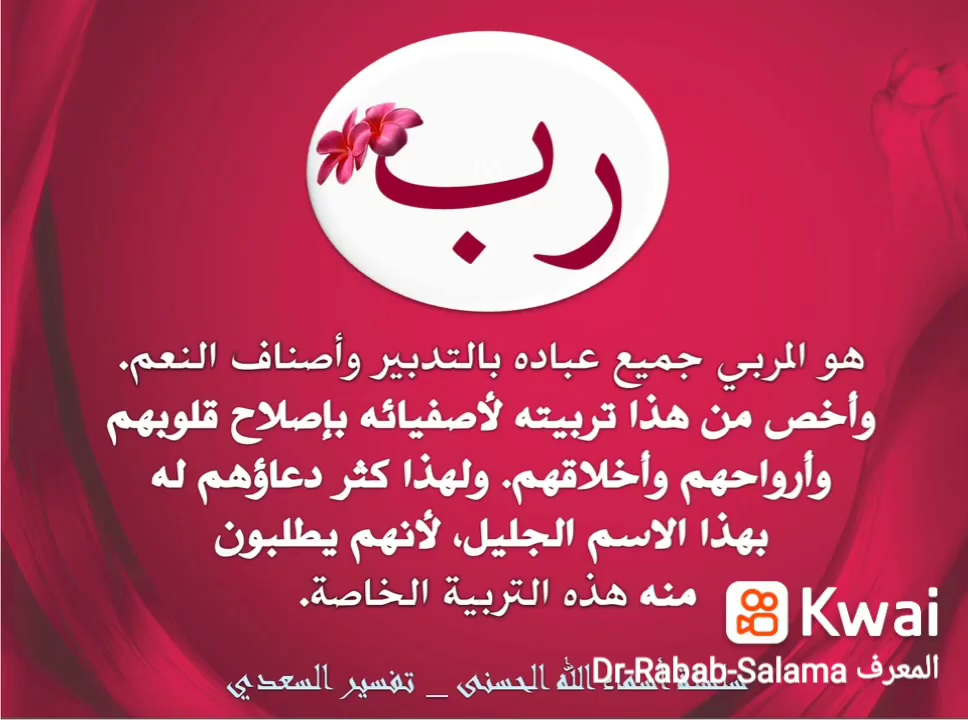 رب
هو المربي جميع عباده بالتدبير وأصناف النعم.
وأخص من هذا تربيته لأصفيائه بإصلاح قلوبهم
وأرواحهم وأخلاقهم. ولهذا كثر دعاؤهم له
بهذا الاسم الجليل، لأنهم يطلبون
منه هذه التربية الخاصة.
Kwai
المعرف Dr-Rabab-Salama
الله الحسنى _ تفسير السعدي